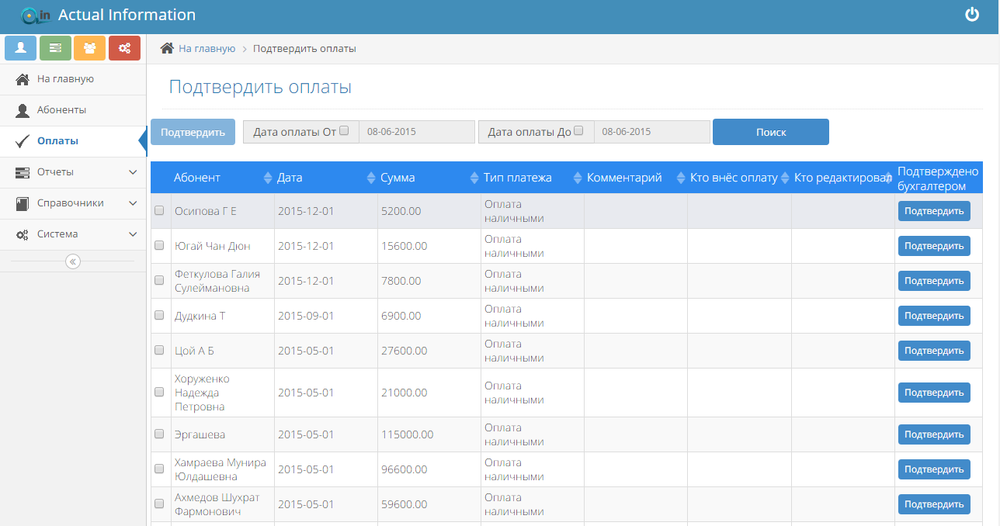 in Actual Information
На главную > Подтвердить оплаты
На главную
Абоненты
Оплаты
Отчеты
Справочники
Система
Подтвердить оплаты
Подтвердить Дата оплаты От 08-06-2015 Дата оплаты До 08-06-2015 Поиск
Абонент Дата Сумма Тип платежа Комментарий Кто внёс оплату Кто редактировал Подтверждено
бухгалтером
Осипова Г Е 2015-12-01 5200.00 Оплата
наличными Подтвердить
Югай Чан Дюн 2015-12-01 15600.00 Оплата
наличными Подтвердить
Феткулова Галия
Сулеймановна 2015-12-01 7800.00 Оплата
наличными Подтвердить
Дудкина Т 2015-09-01 6900.00 Оплата
наличными Подтвердить
Цой А Б 2015-05-01 27600.00 Оплата
наличными Подтвердить
Хоруженко
Надежда
Петровна 2015-05-01 21000.00 Оплата
наличными Подтвердить
Эргашева 2015-05-01 115000.00 Оплата
наличными Подтвердить
Хамраева Мунира
Юлдашевна 2015-05-01 96600.00 Оплата
наличными Подтвердить
Ахмедов Шухрат
Фармонович 2015-05-01 59600.00 Оплата
наличными Подтвердить